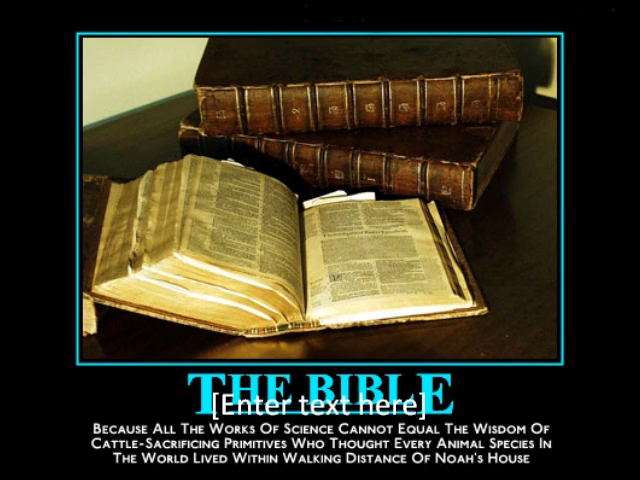 THE BIBLE
[Enter text here]
BECAUSE ALL THE WORKS OF SCIENCE CANNOT EQUAL THE WISDOM OF
CATTLE-SACRIFICING PRIMITIVES WHO THOUGHT EVERY ANIMAL SPECIES IN
THE WORLD LIVED WITHIN WALKING DISTANCE OF NOAH'S HOUSE